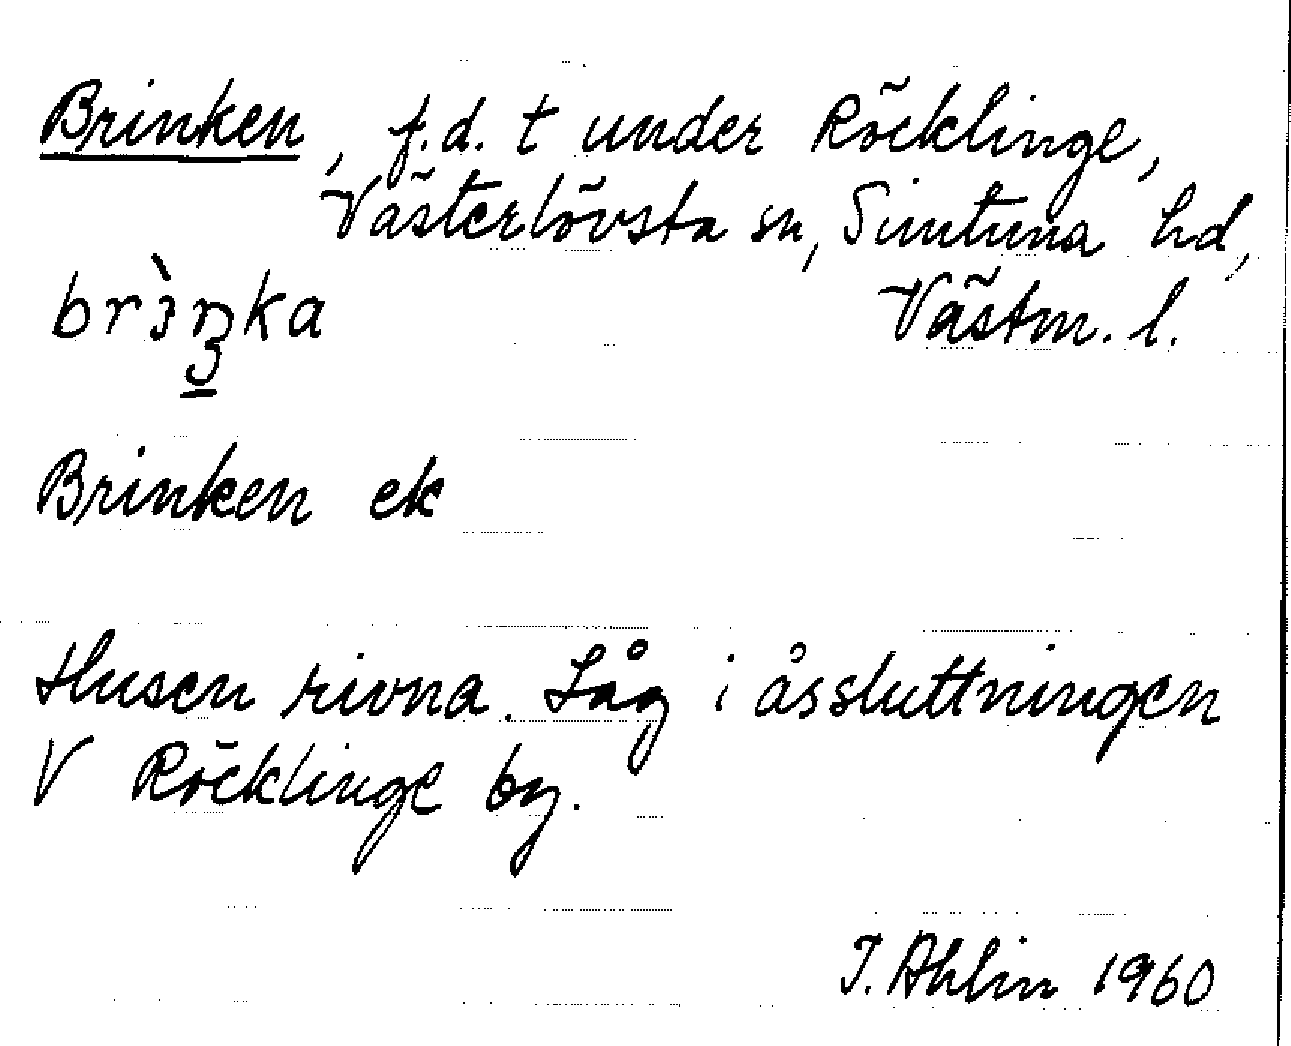 Brinken, f.d. t under Röcklinge,
Västerlövsta sn, Simtuna hd,
Västm. l.
brìŋka
Brinken ek
Husen rivna. Låg i åssluttningen
V Röcklinge by.
I. Ahlin 1960